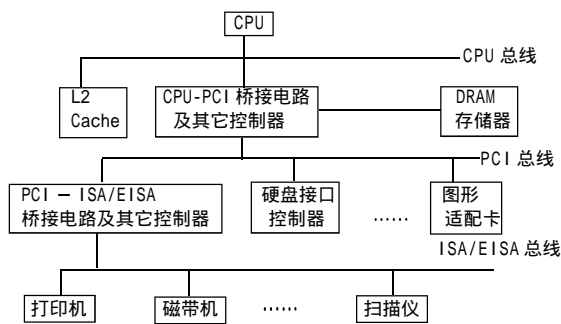 CPU
CPU 总线
L2
Cache
CPU-PCI 桥接电路
及其它控制器
DRAM
存储器
PCI 总线
PCI — ISA/EISA
桥接电路及其它控制器
硬盘接口
控制器
……
图形
适配卡
ISA/EISA 总线
打印机
磁带机
……
扫描仪